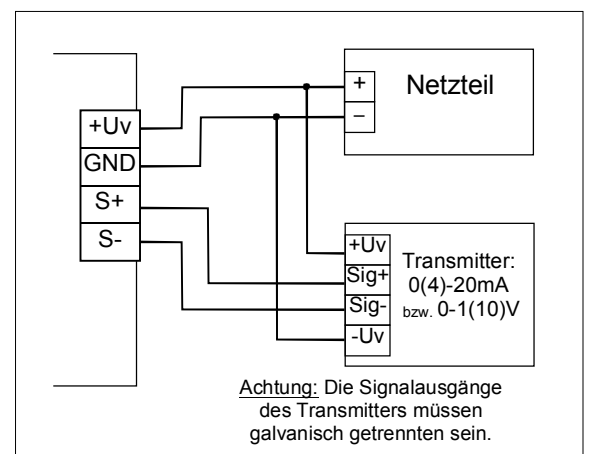 +Uv
GND
S+
S-
+
–
Netzteil
+Uv
Sig+
Sig-
-Uv
Transmitter:
0(4)-20mA
bzw. 0-1(10)V
Achtung: Die Signalausgänge
des Transmitters müssen
galvanisch getrennten sein.